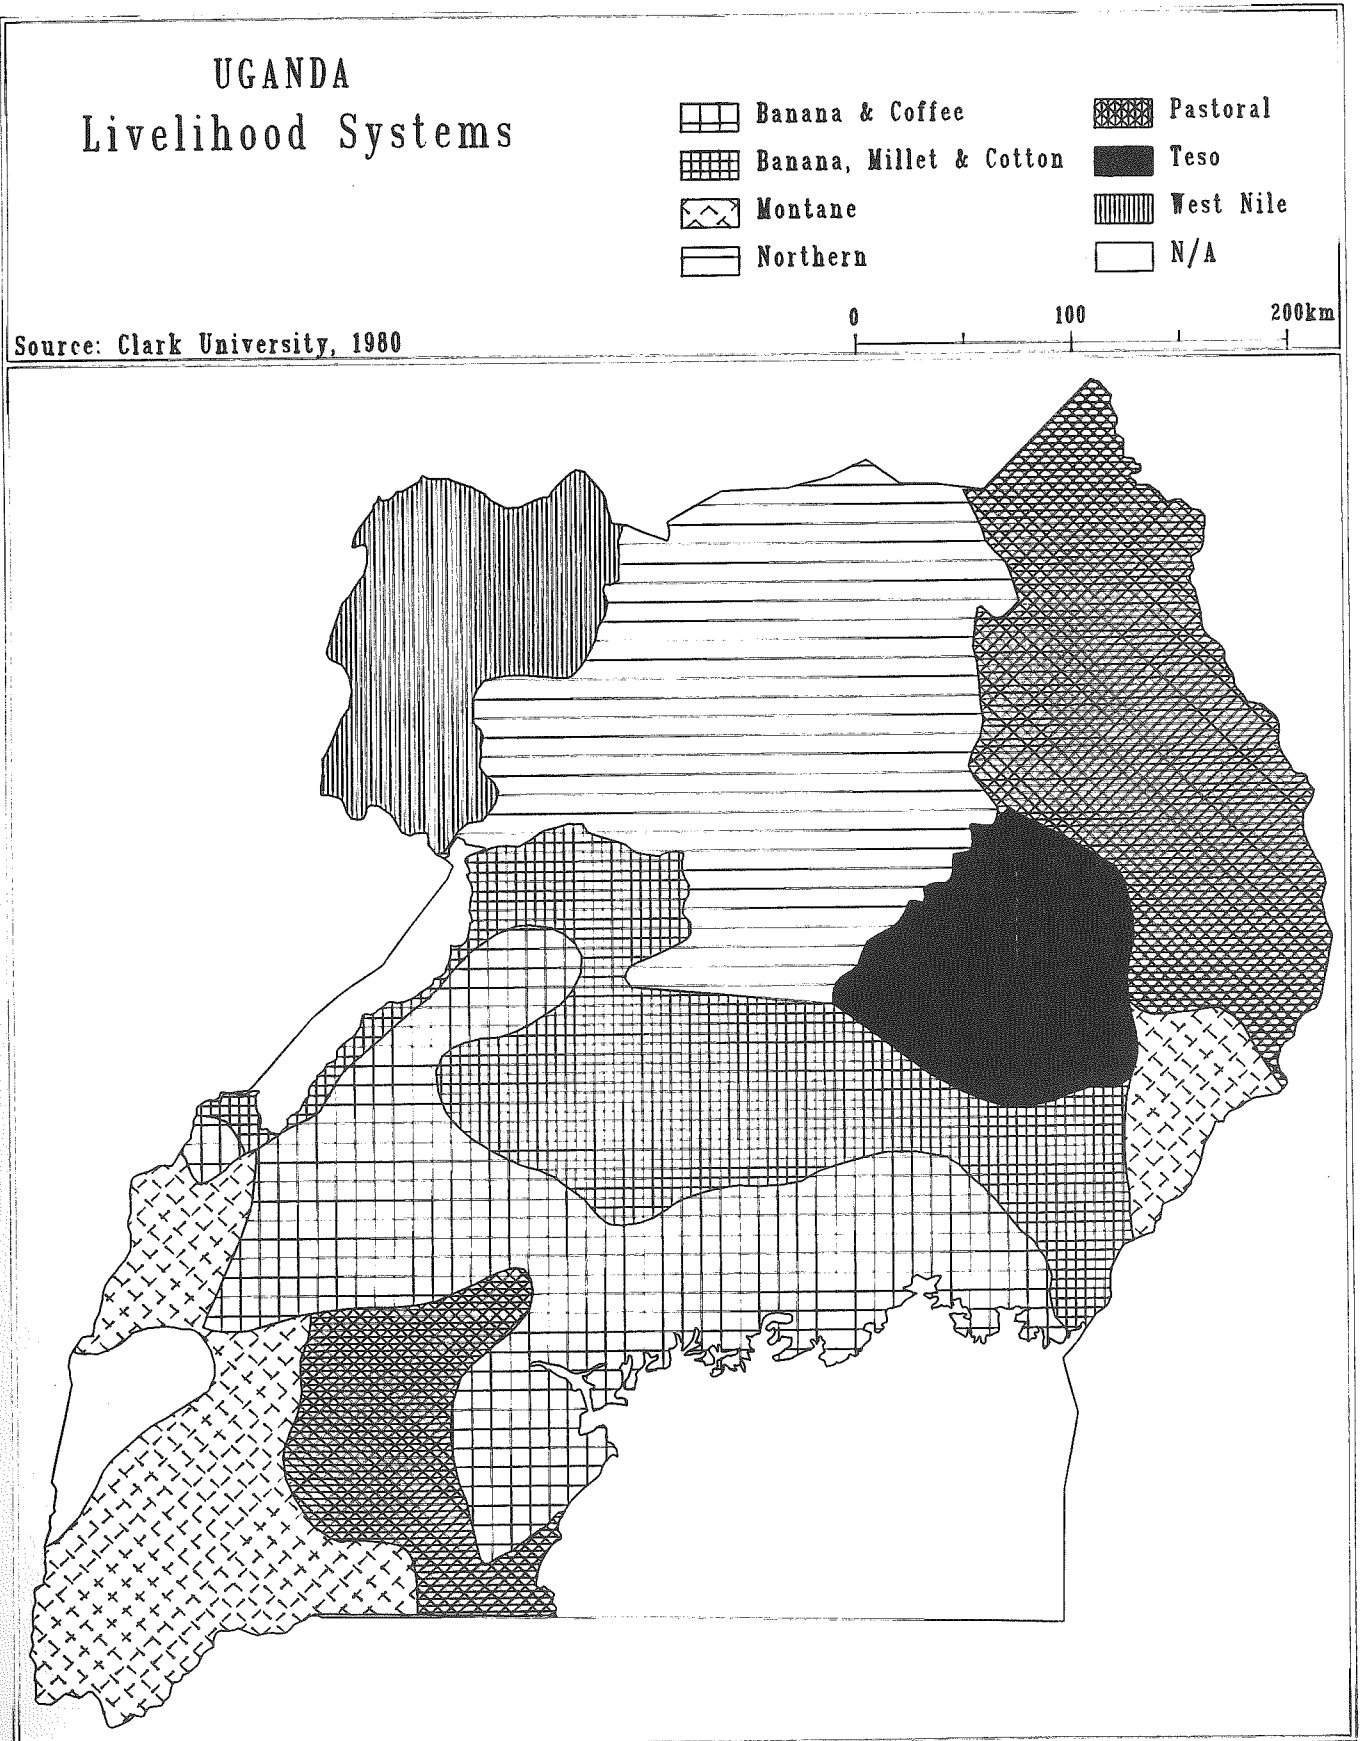 UGANDA
Livelihood Systems
Banana & Coffee
Banana, Millet & Cotton
Montane
Northern
Pastoral
Teso
West Nile
N/A
0 100 200km
Source: Clark University, 1980